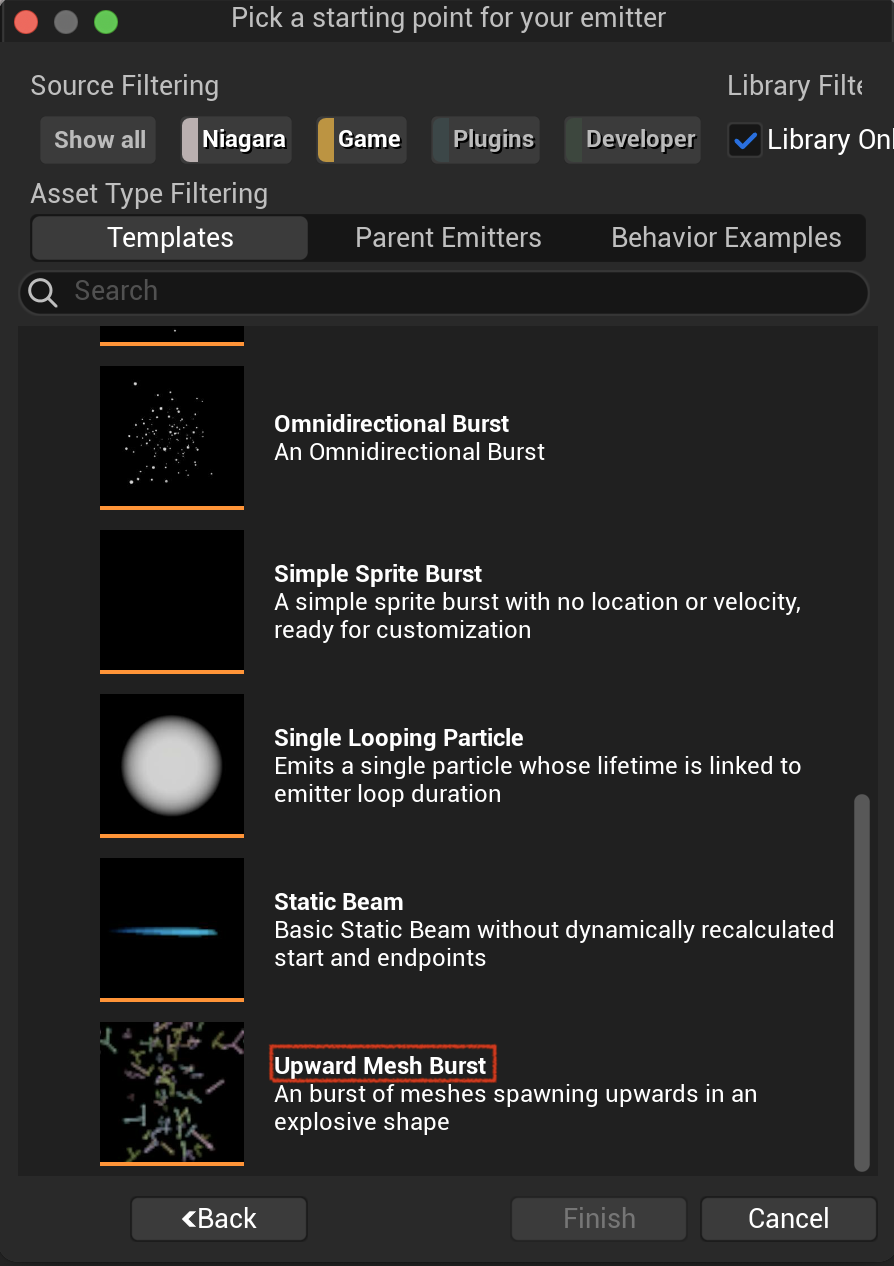 Pick a starting point for your emitter
Source Filtering
Library Filte
Show all
Niagara
Game
Plugins
Developer
Library Onl
Asset Type Filtering
Templates
Parent Emitters
Behavior Examples
Search
Omnidirectional Burst
An Omnidirectional Burst
Simple Sprite Burst
A simple sprite burst with no location or velocity,
ready for customization
Single Looping Particle
Emits a single particle whose lifetime is linked to
emitter loop duration
Static Beam
Basic Static Beam without dynamically recalculated
start and endpoints
Upward Mesh Burst
An burst of meshes spawning upwards in an
explosive shape
<Back
Finish
Cancel